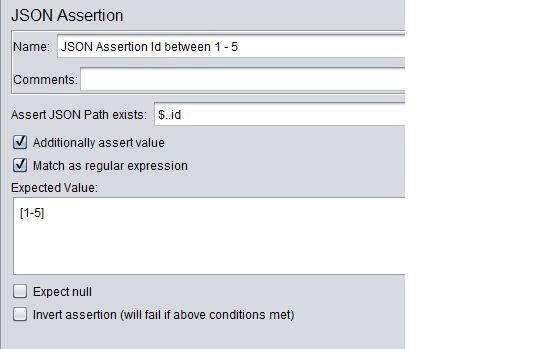 JSON Assertion
Name: JSON Assertion Id between 1 - 5
Comments:
Assert JSON Path exists: $..id
Additionally assert value
Match as regular expression
Expected Value:
[1-5]
Expect null
Invert assertion (will fail if above conditions met)